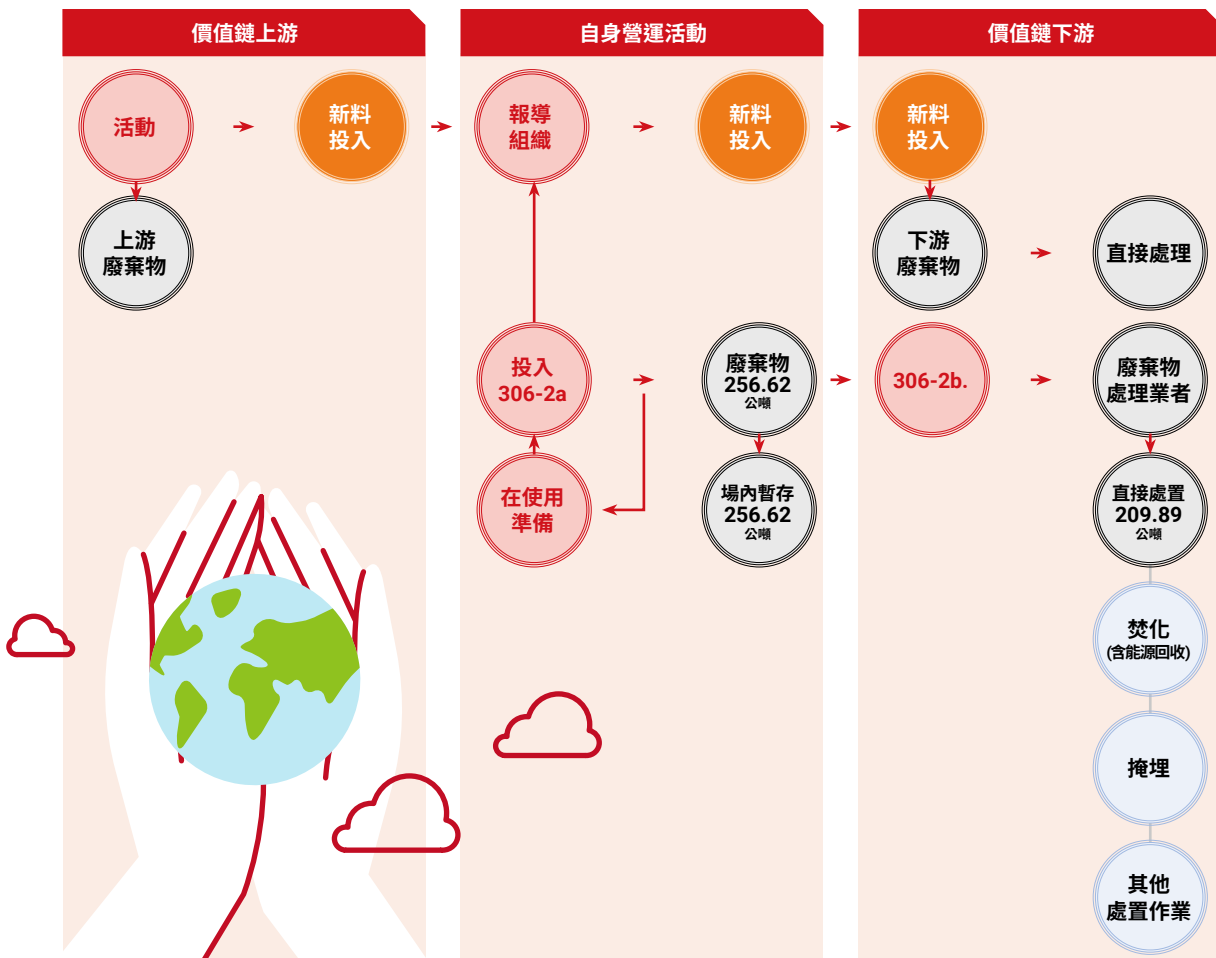 價值鏈上游
活動
新料
投入
上游
廢棄物
自身營運活動
報導
組織
新料
投入
投入
306-2a
廢棄物
256.62
公噸
在使用
準備
場內暫存
256.62
公噸
價值鏈下游
新料
投入
下游
廢棄物
直接處理
306-2b.
廢棄物
處理業者
直接處置
209.89
公噸
焚化
(含能源回收)
掩埋
其他
處置作業